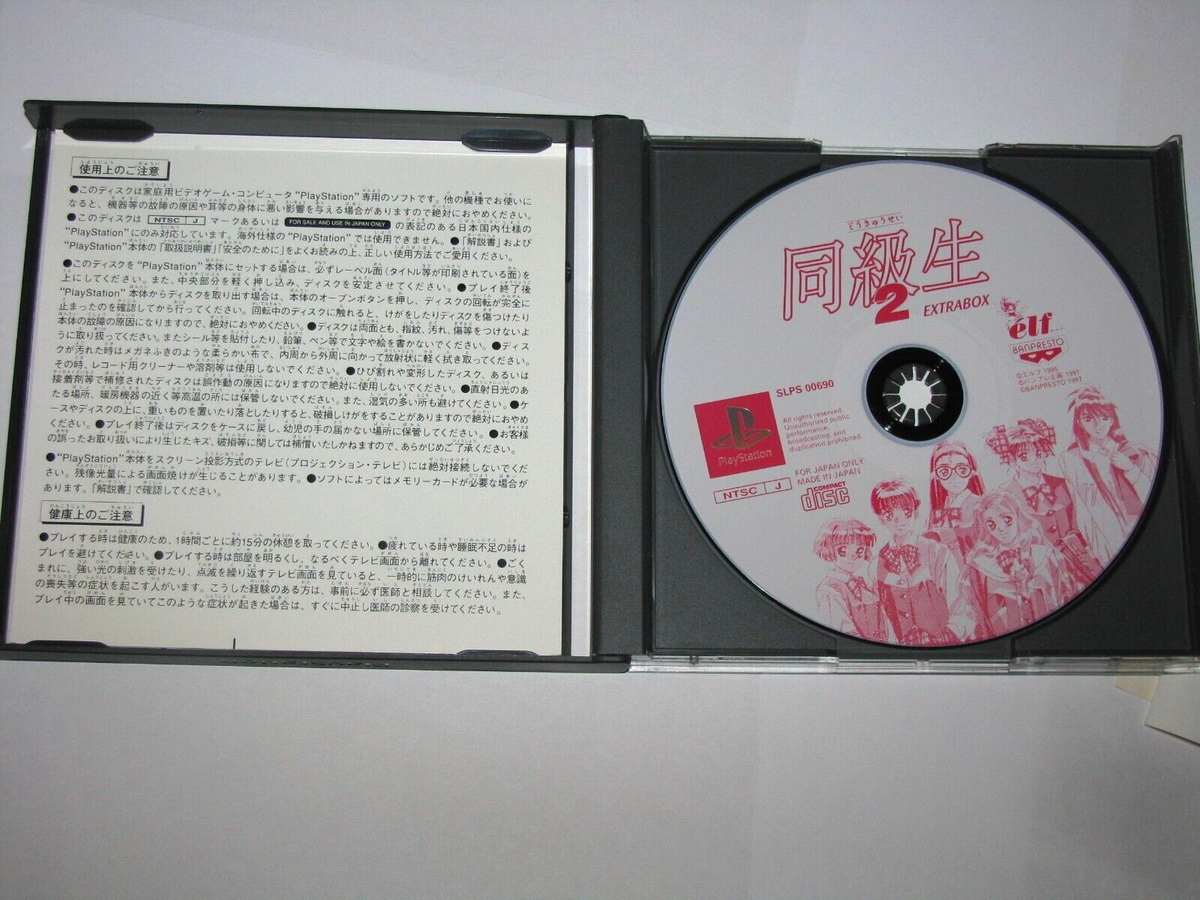 使用上のご注意
●このディスクは家庭用ビデオゲーム・コンピュータ“PlayStation”専用のソフトです。他の機種でお使いに
なると、機器等の故障の原因や耳等の身体に悪い影響を与える場合がありますので絶対におやめください。
●このディスクは NTSC J マークあるいは FOR SALE AND USE IN JAPAN ONLY の表記のある日本国内仕様の
“PlayStation”にのみ対応しています。海外仕様の“PlayStation”では使用できません。●「解説書」および
“PlayStation”本体の「取扱説明書」「安全のために」をよくお読みの上、正しい使用方法でご愛用ください。
●このディスクを“PlayStation”本体にセットする場合は、必ずレーベル面(タイトル等が印刷されている面)を
上にしてください。また、中央部分を軽く押し込み、ディスクを安定させてください。●プレイ終了後
“PlayStation”本体からディスクを取り出す場合は、本体のオープンボタンを押し、ディスクの回転が完全に
止まったのを確認してから行ってください。回転中のディスクに触れると、けがをしたりディスクを傷つけたり
本体の故障の原因になりますので、絶対におやめください。●ディスクは両面とも、指紋、汚れ、傷等をつけないよ
うに取り扱ってください。またシール等を貼付したり、鉛筆、ペン等で文字や絵を書かないでください。●ディス
クが汚れた時はメガネふきのような柔らかい布で、内周から外周に向かって放射状に軽く拭き取ってください。
その時、レコード用クリーナーや溶剤等は使用しないでください。●ひび割れや変形したディスク、あるいは
接着剤等で補修されたディスクは誤作動の原因になりますので絶対に使用しないでください。●直射日光のあ
たる場所、暖房機器の近く等高温の所には保管しないでください。また、湿気の多い所も避けてください。●ケ
ースやディスクの上に、重いものを置いたり落としたりすると、破損しけがをすることがありますので絶対におやめ
ください。●プレイ終了後はディスクをケースに戻し、幼児の手の届かない場所に保管してください。●お客様
の誤ったお取り扱いにより生じたキズ、破損等に関しては補償いたしかねますので、あらかじめご了承ください。
●“PlayStation”本体をスクリーン投影方式のテレビ(プロジェクション・テレビ)には絶対接続しないでくだ
さい。残像光量による画面焼けが生じることがあります。●ソフトによってはメモリーカードが必要な場合が
あります。「解説書」で確認してください。
健康上のご注意
●プレイする時は健康のため、1時間ごとに約15分の休憩を取ってください。●疲れている時や睡眠不足の時は
プレイを避けてください。●プレイする時は部屋を明るくし、なるべくテレビ画面から離れてください。●ごく
まれに、強い光の刺激を受けたり、点滅を繰り返すテレビ画面を見ていると、一時的に筋肉のけいれんや意識
の喪失等の症状を起こす人がいます。こうした経験のある方は、事前に必ず医師と相談してください。また、
プレイ中の画面を見ていてこのような症状が起きた場合は、すぐに中止し医師の診察を受けてください。
どうきゅうせい
同級生
2 EXTRABOX
elf
BANPRESTO
©エルフ 1995
©バンプレ企画 1997
©BANPRESTO 1997
SLPS 00690
PlayStation
All rights reserved.
Unauthorized public
performance,
broadcasting, and
duplication prohibited.
FOR JAPAN ONLY
MADE IN JAPAN
NTSC J
COMPACT
disc